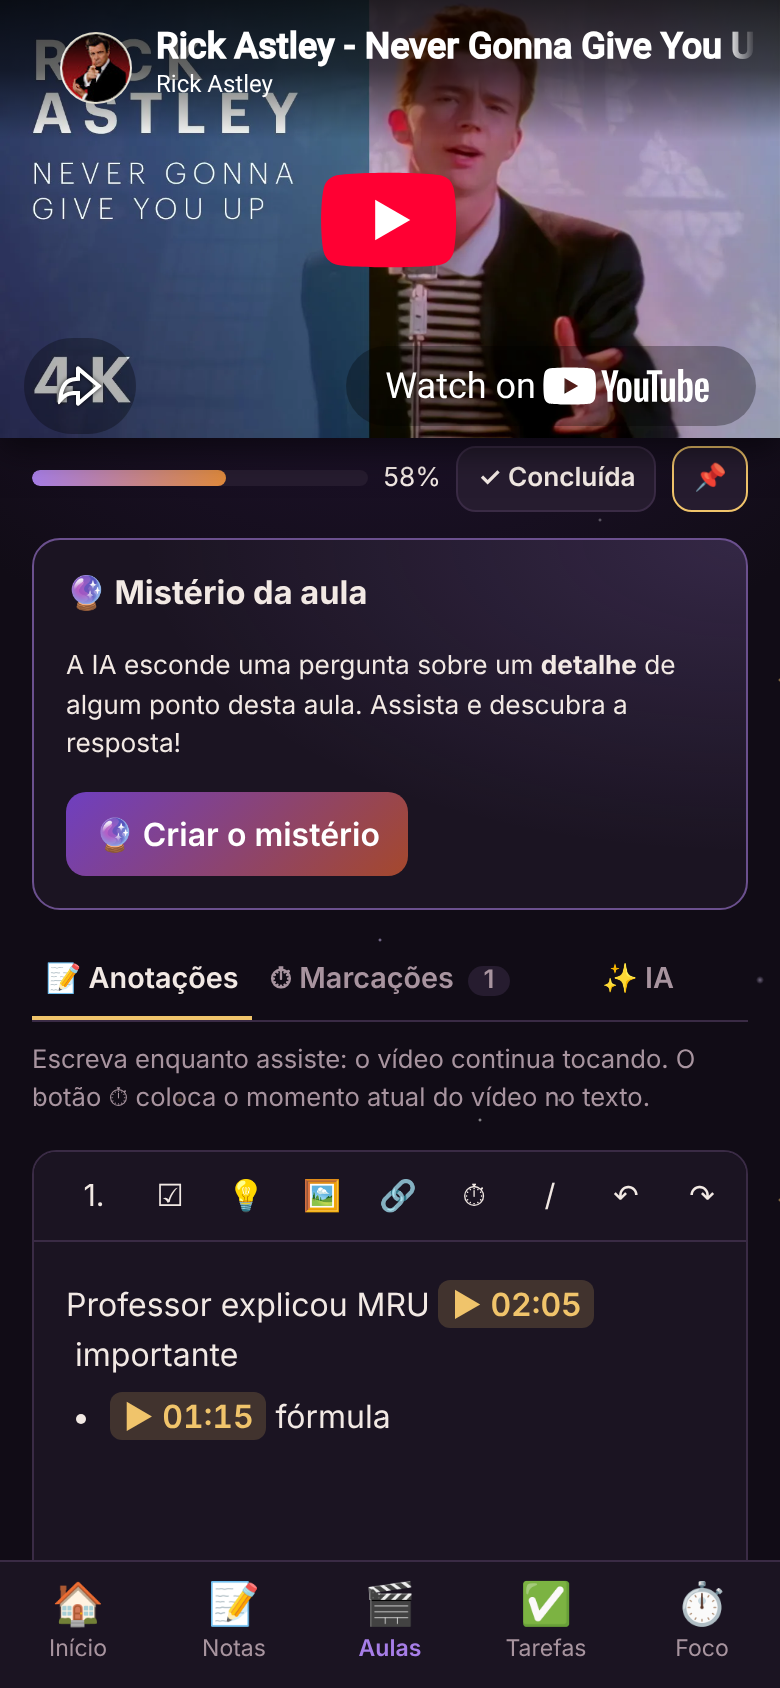 Rick Astley - Never Gonna Give You U
Rick Astley
RICK
ASTLEY
NEVER GONNA
GIVE YOU UP
4K
Watch on YouTube
58%
✓ Concluída
📌
🔮 Mistério da aula
A IA esconde uma pergunta sobre um detalhe de
algum ponto desta aula. Assista e descubra a
resposta!
🔮 Criar o mistério
📝 Anotações
⏱ Marcações 1
✨ IA
Escreva enquanto assiste: o vídeo continua tocando. O
botão ⏱ coloca o momento atual do vídeo no texto.
1. ☑ 💡 🖼️ 🔗 ⏱ / ↶ ↷
Professor explicou MRU ▶ 02:05
importante
• ▶ 01:15 fórmula
Início
Notas
Aulas
Tarefas
Foco